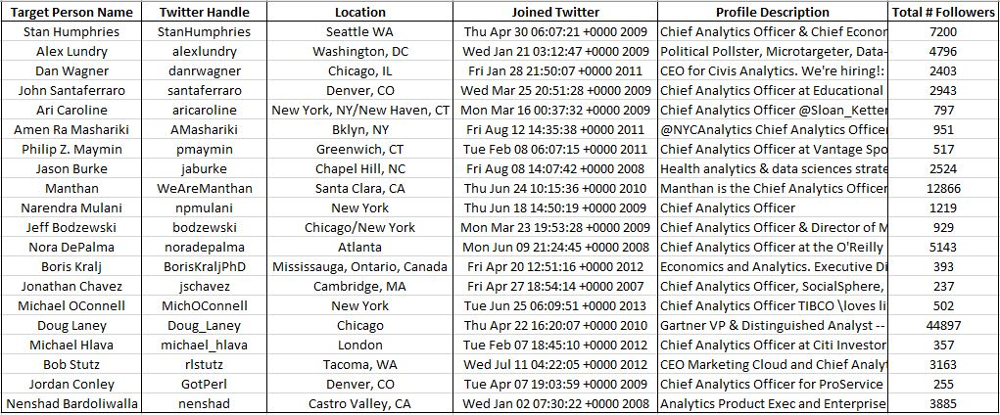 Target Person Name Twitter Handle Location Joined Twitter Profile Description Total # Followers
Stan Humphries StanHumphries Seattle WA Thu Apr 30 06:07:21 +0000 2009 Chief Analytics Officer & Chief Econor 7200
Alex Lundry alexlundry Washington, DC Wed Jan 21 03:12:47 +0000 2009 Political Pollster, Microtargeter, Data- 4796
Dan Wagner danrwagner Chicago, IL Fri Jan 28 21:50:07 +0000 2011 CEO for Civis Analytics. We're hiring!: 2403
John Santaferraro santaferraro Denver, CO Wed Mar 25 20:51:28 +0000 2009 Chief Analytics Officer at Educational 2943
Ari Caroline aricaroline New York, NY/New Haven, CT Mon Mar 16 00:37:32 +0000 2009 Chief Analytics Officer @Sloan_Ketter 797
Amen Ra Mashariki AMashariki Bklyn, NY Fri Aug 12 14:35:38 +0000 2011 @NYCAnalytics Chief Analytics Officer 951
Philip Z. Maymin pmaymin Greenwich, CT Tue Feb 08 06:07:15 +0000 2011 Chief Analytics Officer at Vantage Spo 517
Jason Burke jaburke Chapel Hill, NC Fri Aug 08 14:07:42 +0000 2008 Health analytics & data sciences strate 2524
Manthan WeAreManthan Santa Clara, CA Thu Jun 24 10:15:36 +0000 2010 Manthan is the Chief Analytics Officer 12866
Narendra Mulani npmulani New York Thu Jun 18 14:50:19 +0000 2009 Chief Analytics Officer 1219
Jeff Bodzewski bodzewski Chicago/New York Mon Mar 23 19:53:28 +0000 2009 Chief Analytics Officer & Director of M 929
Nora DePalma noradepalma Atlanta Mon Jun 09 21:24:45 +0000 2008 Chief Analytics Officer at the O'Reilly 5143
Boris Kralj BorisKraljPhD Mississauga, Ontario, Canada Fri Apr 20 12:51:16 +0000 2012 Economics and Analytics. Executive Di 393
Jonathan Chavez jschavez Cambridge, MA Fri Apr 27 18:54:14 +0000 2007 Chief Analytics Officer, SocialSphere, 237
Michael OConnell MichOConnell New York Tue Jun 25 06:09:51 +0000 2013 Chief Analytics Officer TIBCO \loves li 502
Doug Laney Doug_Laney Chicago Thu Apr 22 16:20:07 +0000 2010 Gartner VP & Distinguished Analyst -- 44897
Michael Hlava michael_hlava London Tue Feb 07 18:45:10 +0000 2012 Chief Analytics Officer at Citi Investor 357
Bob Stutz rlstutz Tacoma, WA Wed Jul 11 04:22:05 +0000 2012 CEO Marketing Cloud and Chief Analyt 3163
Jordan Conley GotPerl Denver, CO Tue Apr 07 19:03:59 +0000 2009 Chief Analytics Officer for ProService 255
Nenshad Bardoliwalla nenshad Castro Valley, CA Wed Jan 02 07:30:22 +0000 2008 Analytics Product Exec and Enterprise 3885